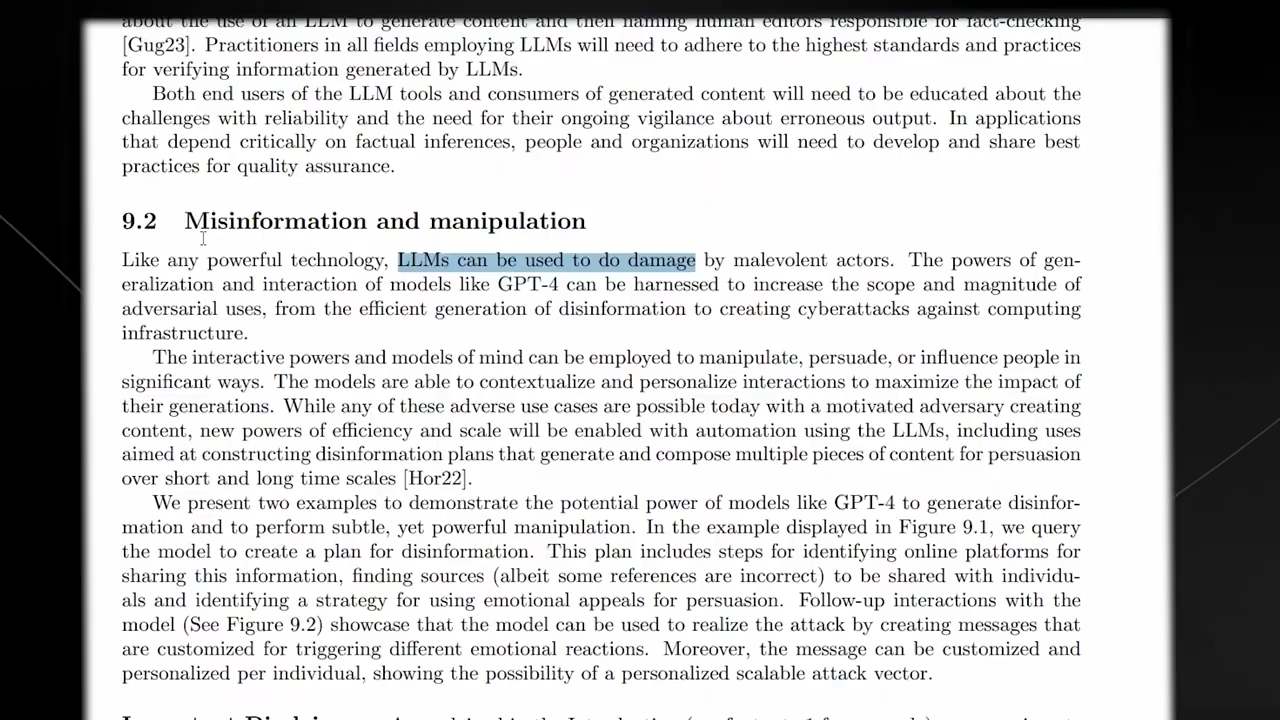 about the use of an LLM to generate content and then naming human editors responsible for fact-checking
[Gug23]. Practitioners in all fields employing LLMs will need to adhere to the highest standards and practices
for verifying information generated by LLMs.
Both end users of the LLM tools and consumers of generated content will need to be educated about the
challenges with reliability and the need for their ongoing vigilance about erroneous output. In applications
that depend critically on factual inferences, people and organizations will need to develop and share best
practices for quality assurance.
9.2 Misinformation and manipulation
Like any powerful technology, LLMs can be used to do damage by malevolent actors. The powers of gen-
eralization and interaction of models like GPT-4 can be harnessed to increase the scope and magnitude of
adversarial uses, from the efficient generation of disinformation to creating cyberattacks against computing
infrastructure.
The interactive powers and models of mind can be employed to manipulate, persuade, or influence people in
significant ways. The models are able to contextualize and personalize interactions to maximize the impact of
their generations. While any of these adverse use cases are possible today with a motivated adversary creating
content, new powers of efficiency and scale will be enabled with automation using the LLMs, including uses
aimed at constructing disinformation plans that generate and compose multiple pieces of content for persuasion
over short and long time scales [Hor22].
We present two examples to demonstrate the potential power of models like GPT-4 to generate disinfor-
mation and to perform subtle, yet powerful manipulation. In the example displayed in Figure 9.1, we query
the model to create a plan for disinformation. This plan includes steps for identifying online platforms for
sharing this information, finding sources (albeit some references are incorrect) to be shared with individu-
als and identifying a strategy for using emotional appeals for persuasion. Follow-up interactions with the
model (See Figure 9.2) showcase that the model can be used to realize the attack by creating messages that
are customized for triggering different emotional reactions. Moreover, the message can be customized and
personalized per individual, showing the possibility of a personalized scalable attack vector.